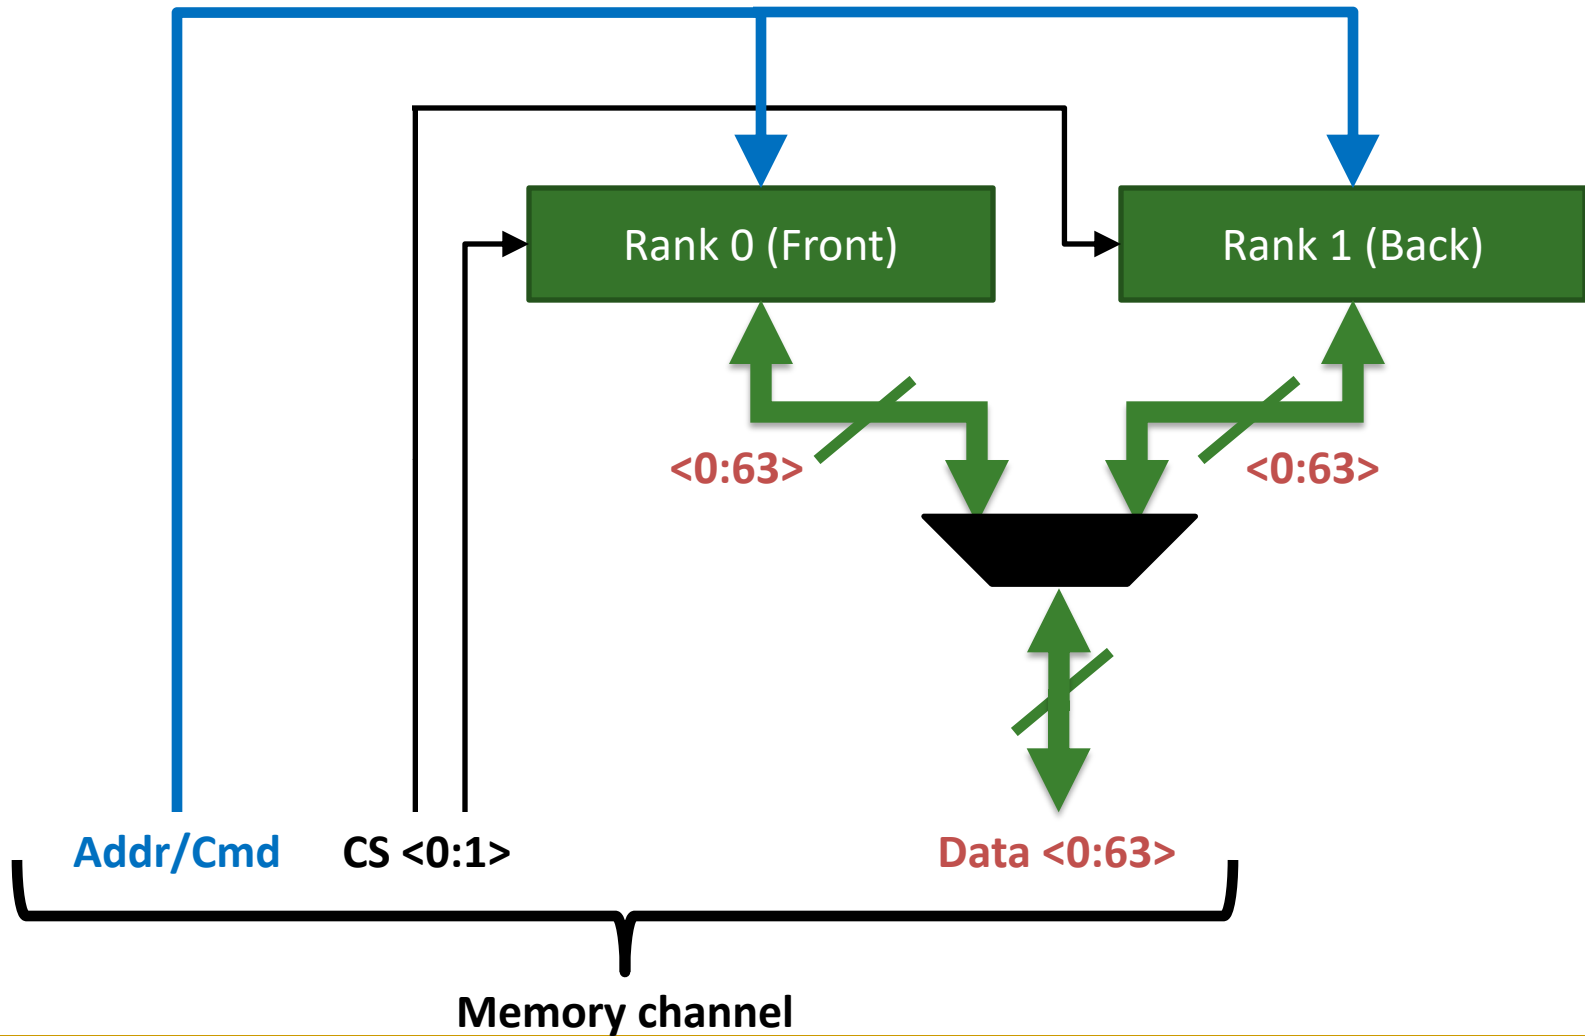 Rank 0 (Front)
Rank 1 (Back)
<0:63>
<0:63>
Addr/Cmd
CS <0:1>
Data <0:63>
Memory channel